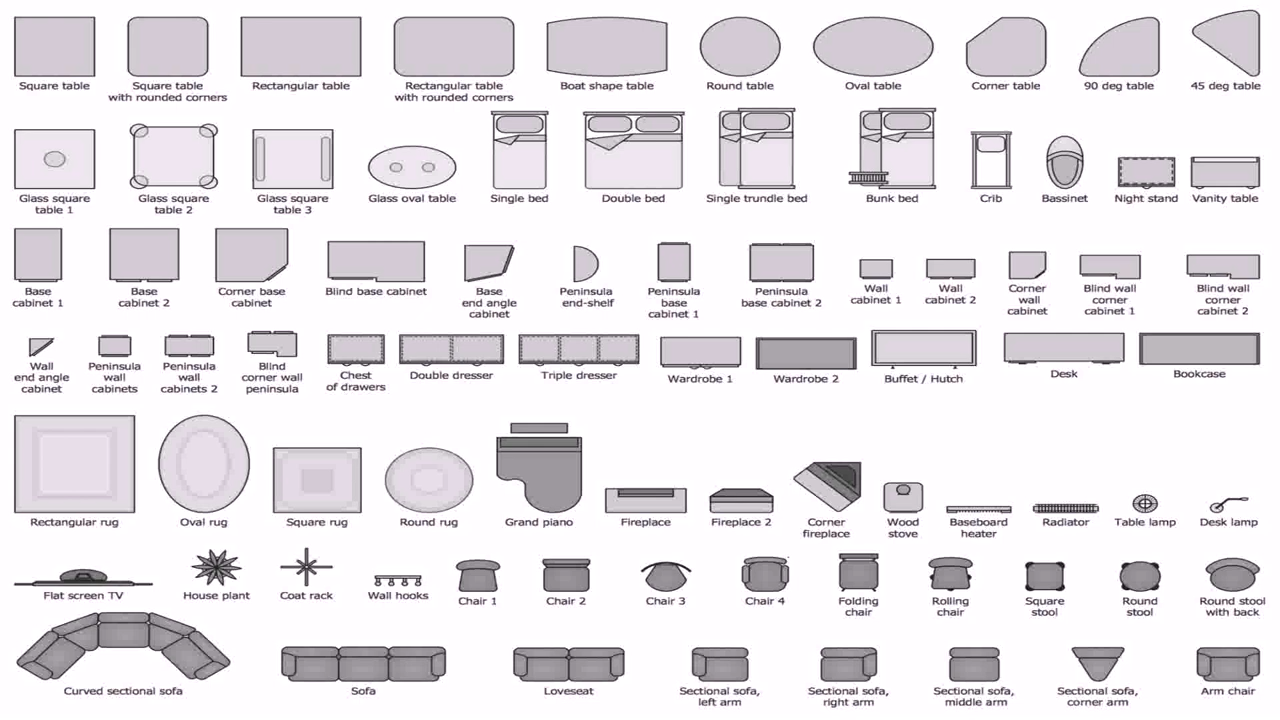 Square table
Square table
with rounded corners
Rectangular table
Rectangular table
with rounded corners
Boat shape table
Round table
Oval table
Corner table
90 deg table
45 deg table
Glass square
table 1
Glass square
table 2
Glass square
table 3
Glass oval table
Single bed
Double bed
Single trundle bed
Bunk bed
Crib
Bassinet
Night stand
Vanity table
Base
cabinet 1
Base
cabinet 2
Corner base
cabinet
Blind base cabinet
Base
end angle
cabinet
Peninsula
end-shelf
Peninsula
base
cabinet 1
Peninsula
base cabinet 2
Wall
cabinet 1
Wall
cabinet 2
Corner
wall
cabinet
Blind wall
corner
cabinet 1
Blind wall
corner
cabinet 2
Wall
end angle
cabinet
Peninsula
wall
cabinets
Peninsula
wall
cabinets 2
Blind
corner wall
peninsula
Chest
of drawers
Double dresser
Triple dresser
Wardrobe 1
Wardrobe 2
Buffet / Hutch
Desk
Bookcase
Rectangular rug
Oval rug
Square rug
Round rug
Grand piano
Fireplace
Fireplace 2
Corner
fireplace
Wood
stove
Baseboard
heater
Radiator
Table lamp
Desk lamp
Flat screen TV
House plant
Coat rack
Wall hooks
Chair 1
Chair 2
Chair 3
Chair 4
Folding
chair
Rolling
chair
Square
stool
Round
stool
Round stool
with back
Curved sectional sofa
Sofa
Loveseat
Sectional sofa,
left arm
Sectional sofa,
right arm
Sectional sofa,
middle arm
Sectional sofa,
corner arm
Arm chair